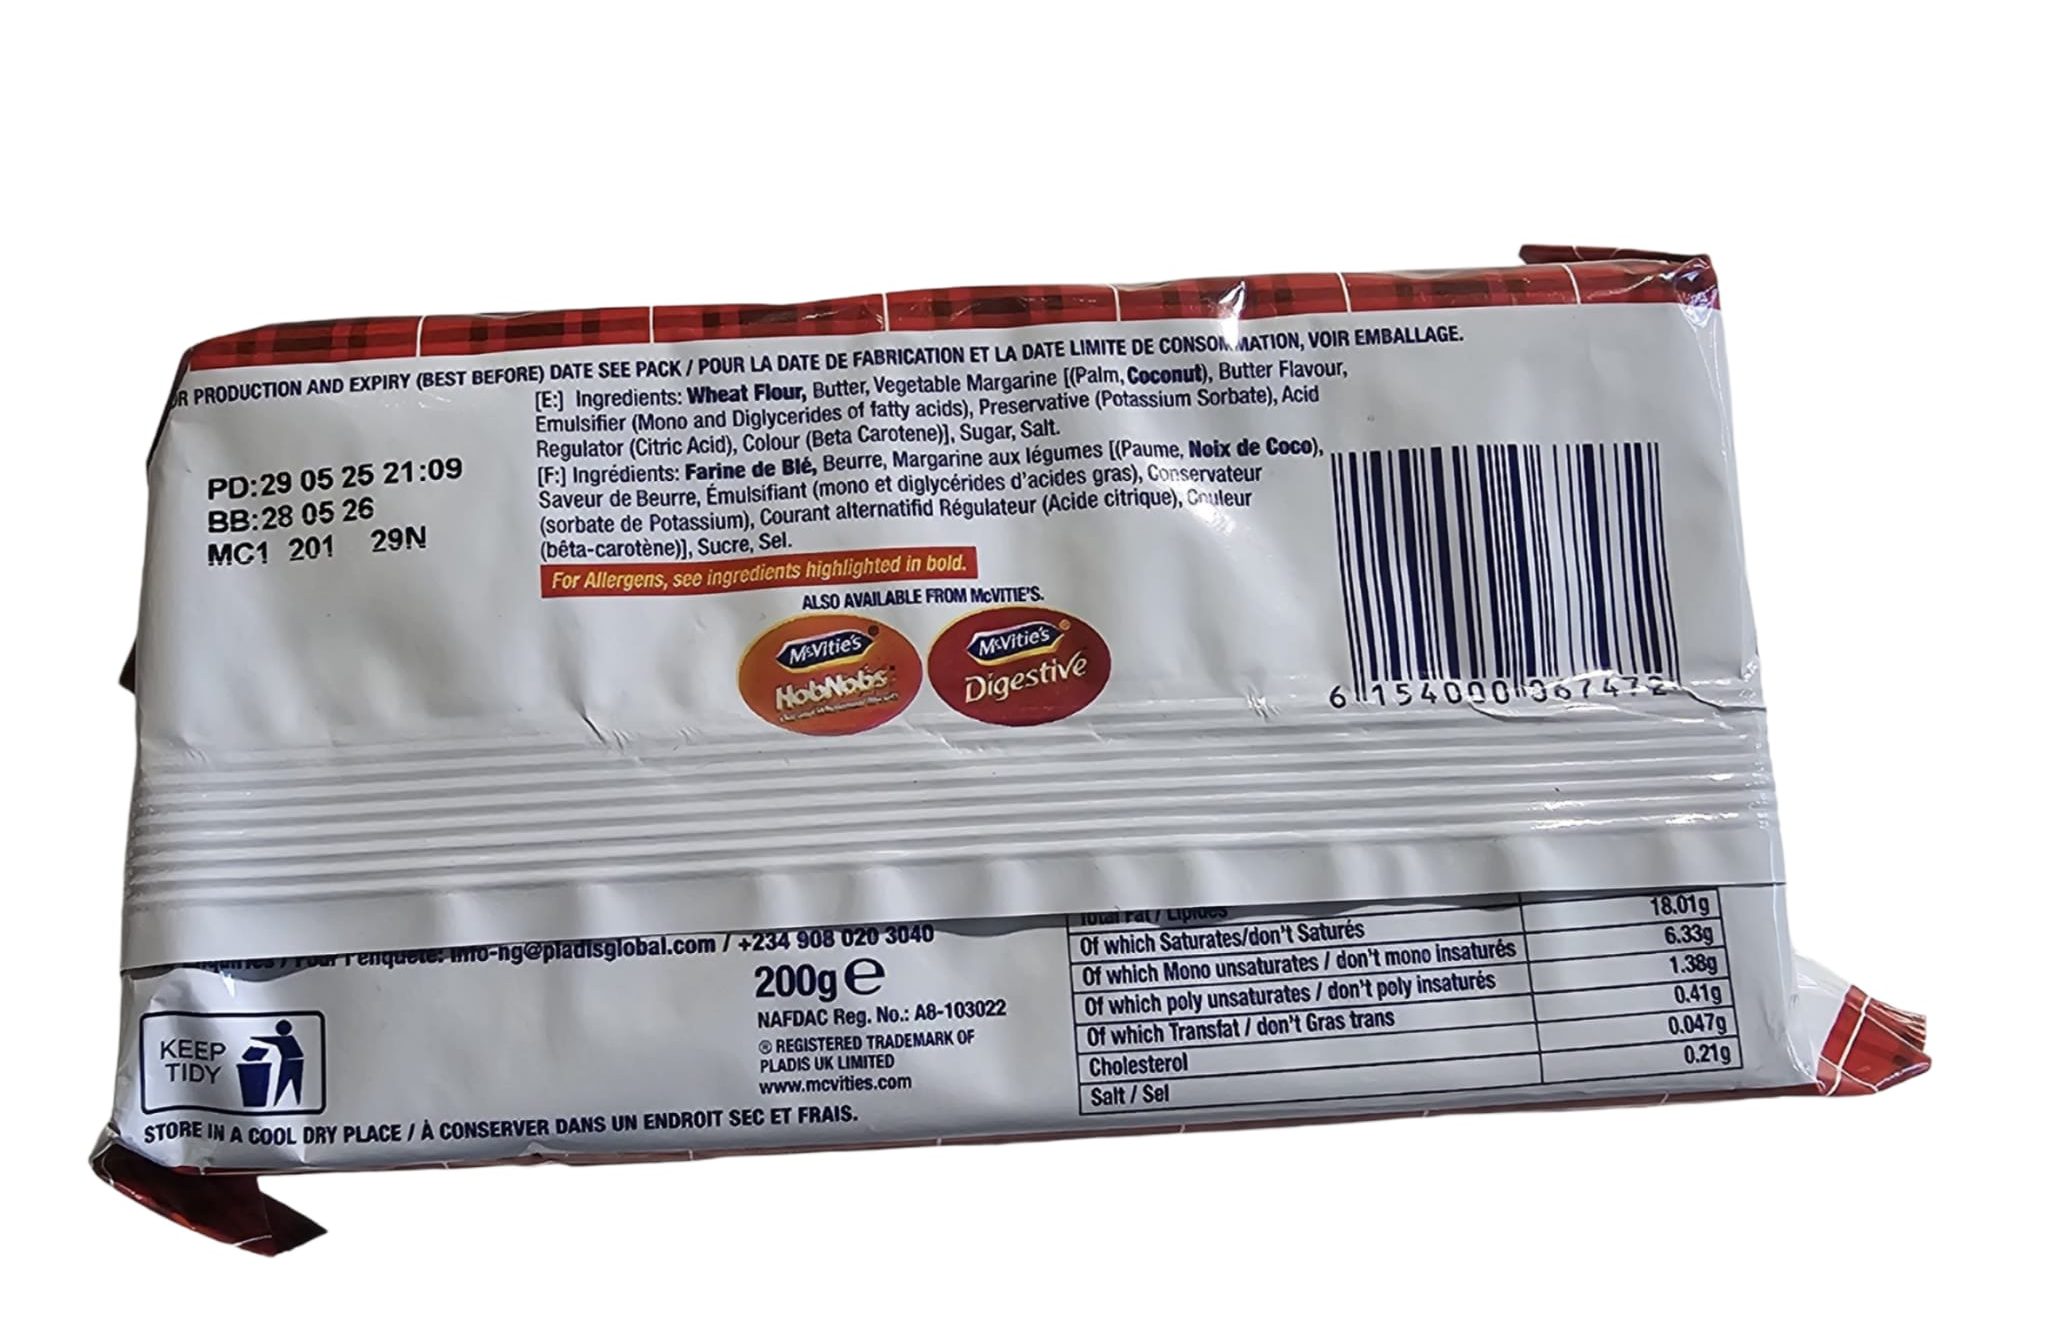 R PRODUCTION AND EXPIRY (BEST BEFORE) DATE SEE PACK / POUR LA DATE DE FABRICATION ET LA DATE LIMITE DE CONSOMMATION, VOIR EMBALLAGE.
PD:29 05 25 21:09
BB:28 05 26
MC1 201 29N
[E:] Ingredients: Wheat Flour, Butter, Vegetable Margarine [(Palm, Coconut), Butter Flavour,
Emulsifier (Mono and Diglycerides of fatty acids), Preservative (Potassium Sorbate), Acid
Regulator (Citric Acid), Colour (Beta Carotene)], Sugar, Salt.
[F:] Ingrédients: Farine de Blé, Beurre, Margarine aux légumes [(Paume, Noix de Coco),
Saveur de Beurre, Émulsifiant (mono et diglycérides d'acides gras), Conservateur
(sorbate de Potassium), Courant alternatifid Régulateur (Acide citrique), Couleur
(bêta-carotène)], Sucre, Sel.
For Allergens, see ingredients highlighted in bold.
ALSO AVAILABLE FROM McVITIE'S.
McVitie's
HobNobs
McVitie's
Digestive
6 154000 067472
l'enquete: info-ng@pladisglobal.com / +234 908 020 3040
200g e
NAFDAC Reg. No.: A8-103022
® REGISTERED TRADEMARK OF
PLADIS UK LIMITED
www.mcvities.com
KEEP
TIDY
STORE IN A COOL DRY PLACE / À CONSERVER DANS UN ENDROIT SEC ET FRAIS.
Total Fat / Lipides 18.01g
Of which Saturates/don't Saturés 6.33g
Of which Mono unsaturates / don't mono insaturés 1.38g
Of which poly unsaturates / don't poly insaturés 0.41g
Of which Transfat / don't Gras trans 0.047g
Cholesterol 0.21g
Salt / Sel